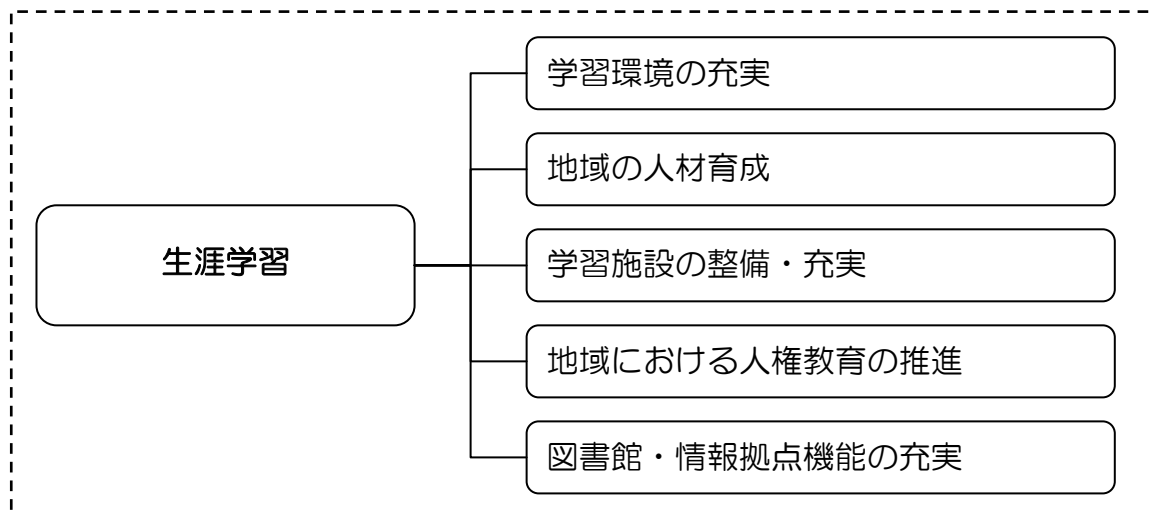 学習環境の充実
地域の人材育成
生涯学習
学習施設の整備・充実
地域における人権教育の推進
図書館・情報拠点機能の充実